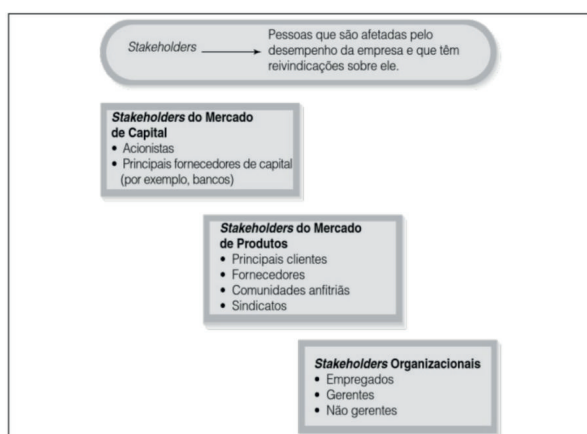 Stakeholders
Pessoas que são afetadas pelo
desempenho da empresa e que têm
reivindicações sobre ele.
Stakeholders do Mercado
de Capital
• Acionistas
• Principais fornecedores de capital
(por exemplo, bancos)
Stakeholders do Mercado
de Produtos
• Principais clientes
• Fornecedores
• Comunidades anfitriãs
• Sindicatos
Stakeholders Organizacionais
• Empregados
• Gerentes
• Não gerentes